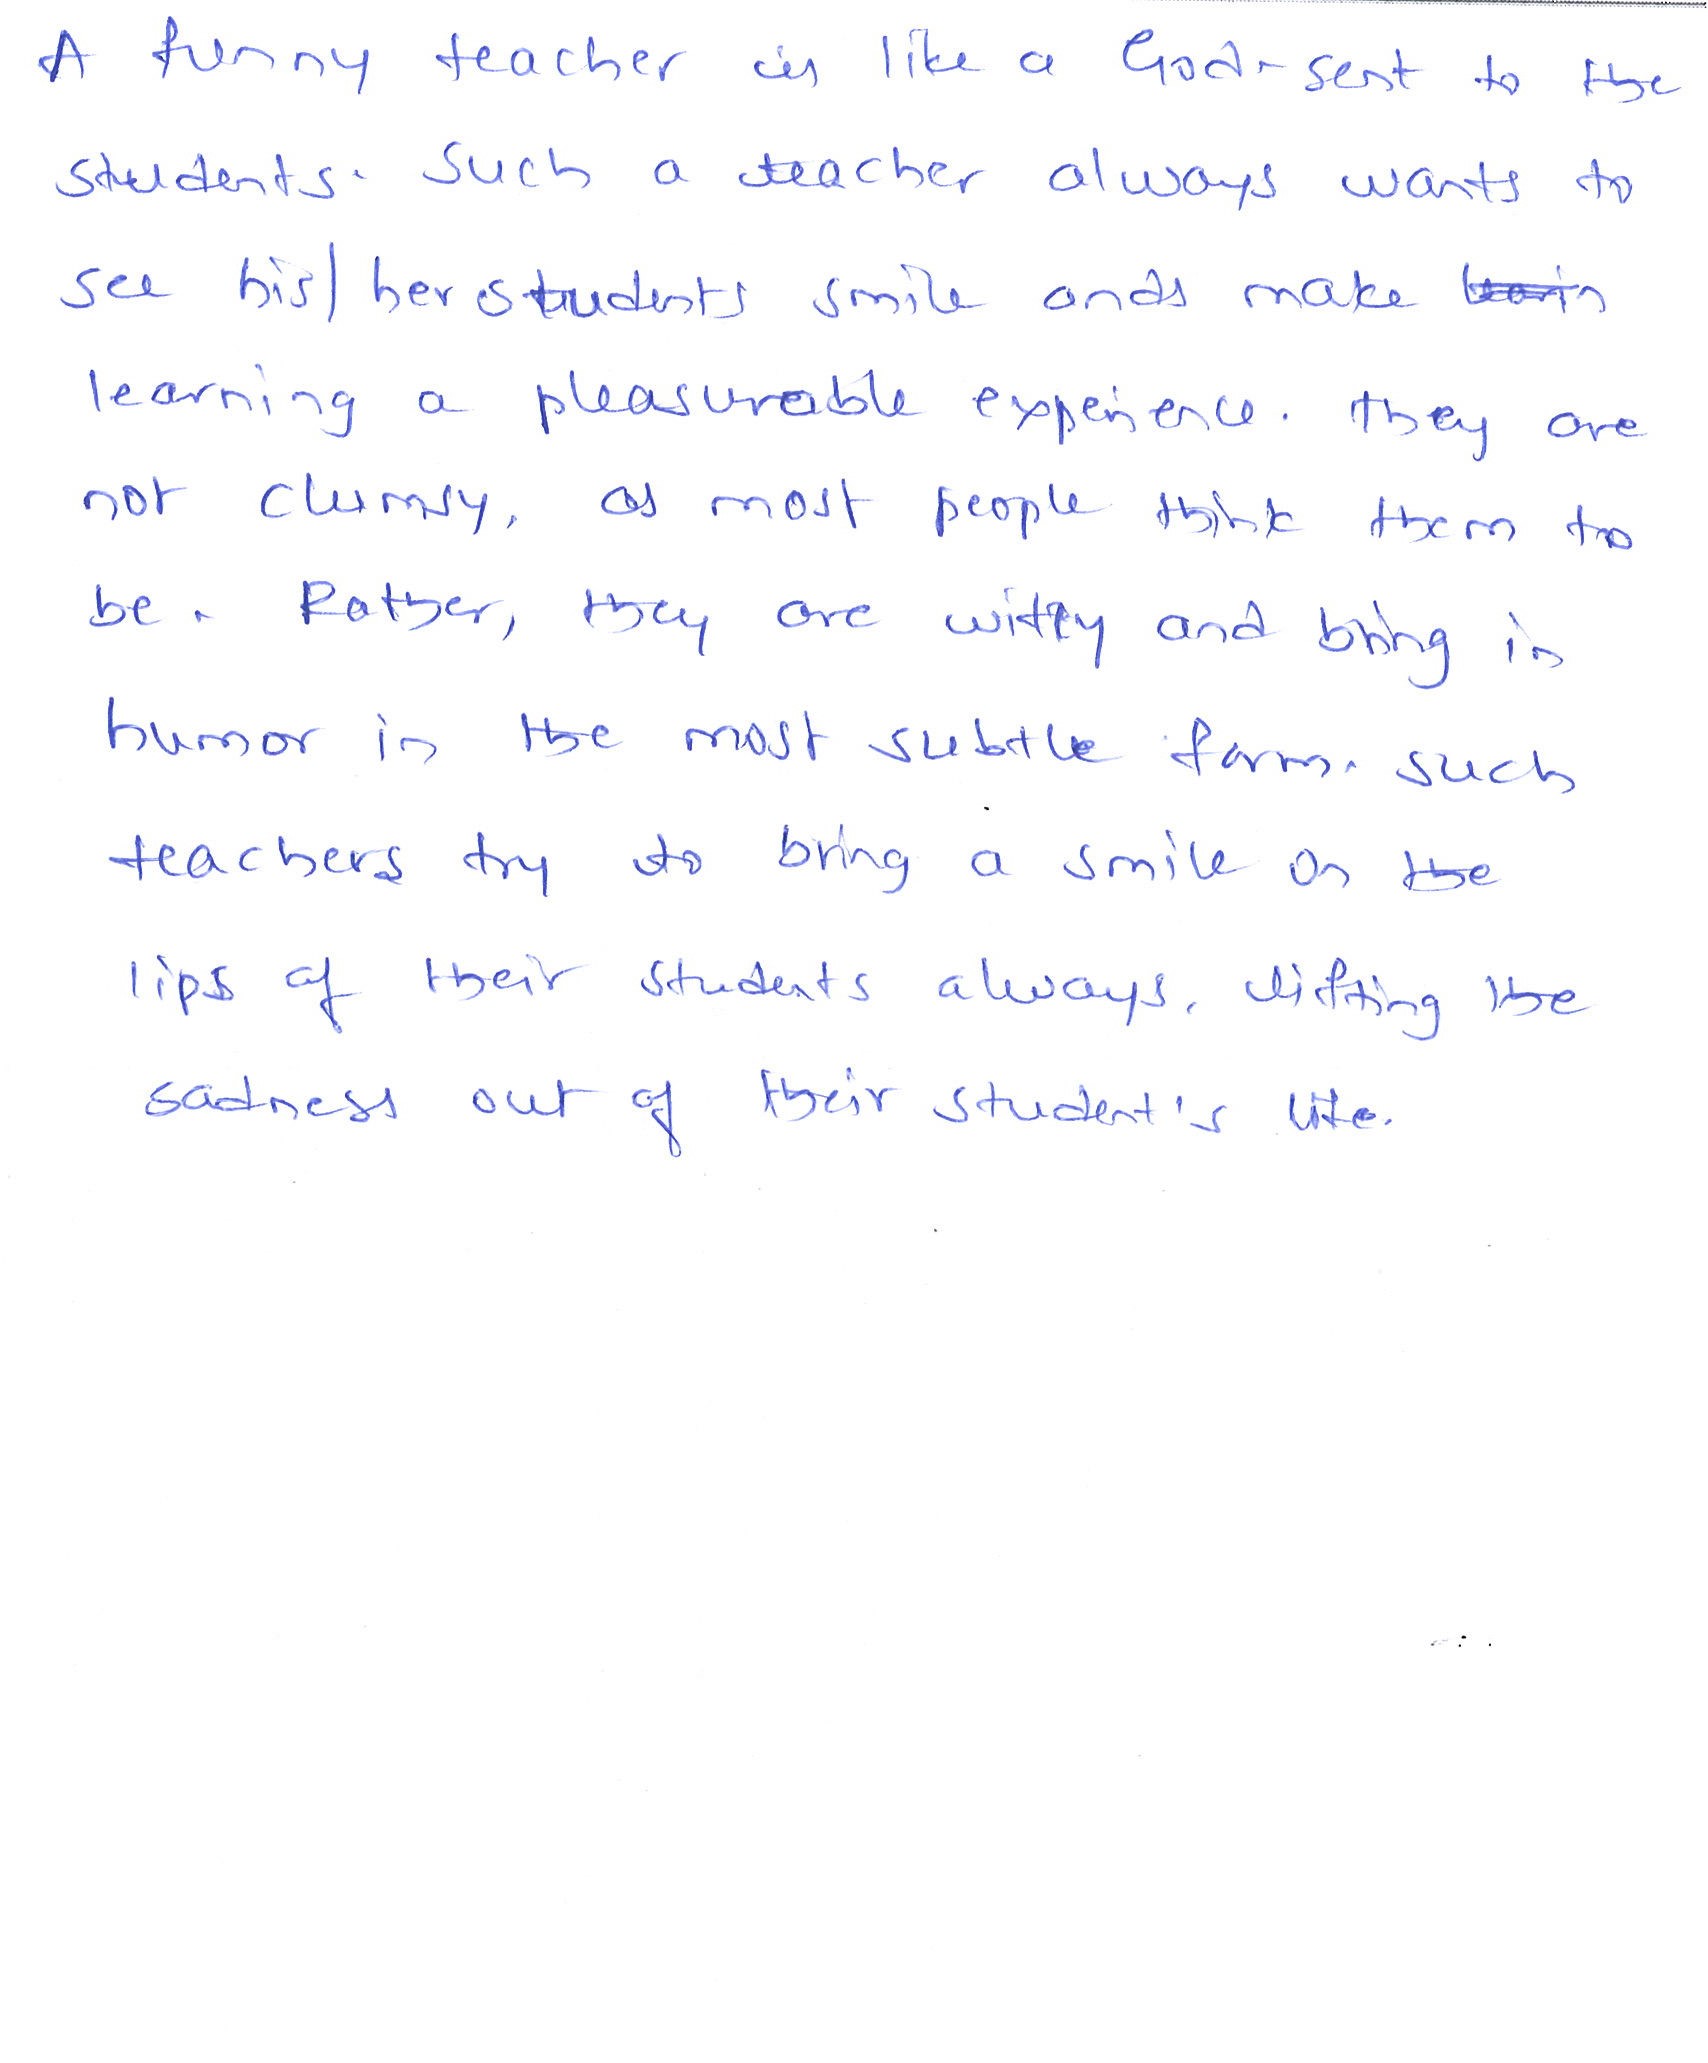 A funny teacher is like a God-sent to the
students. Such a teacher always wants to
see his/her students smile and make
learning a pleasureable experience. They are
not clumsy, as most people think them to
be. Rather, they are witty and bring in
humor in the most subtle form. Such
teachers try to bring a smile on the
lips of their students always, lifting the
sadness out of their student's life.